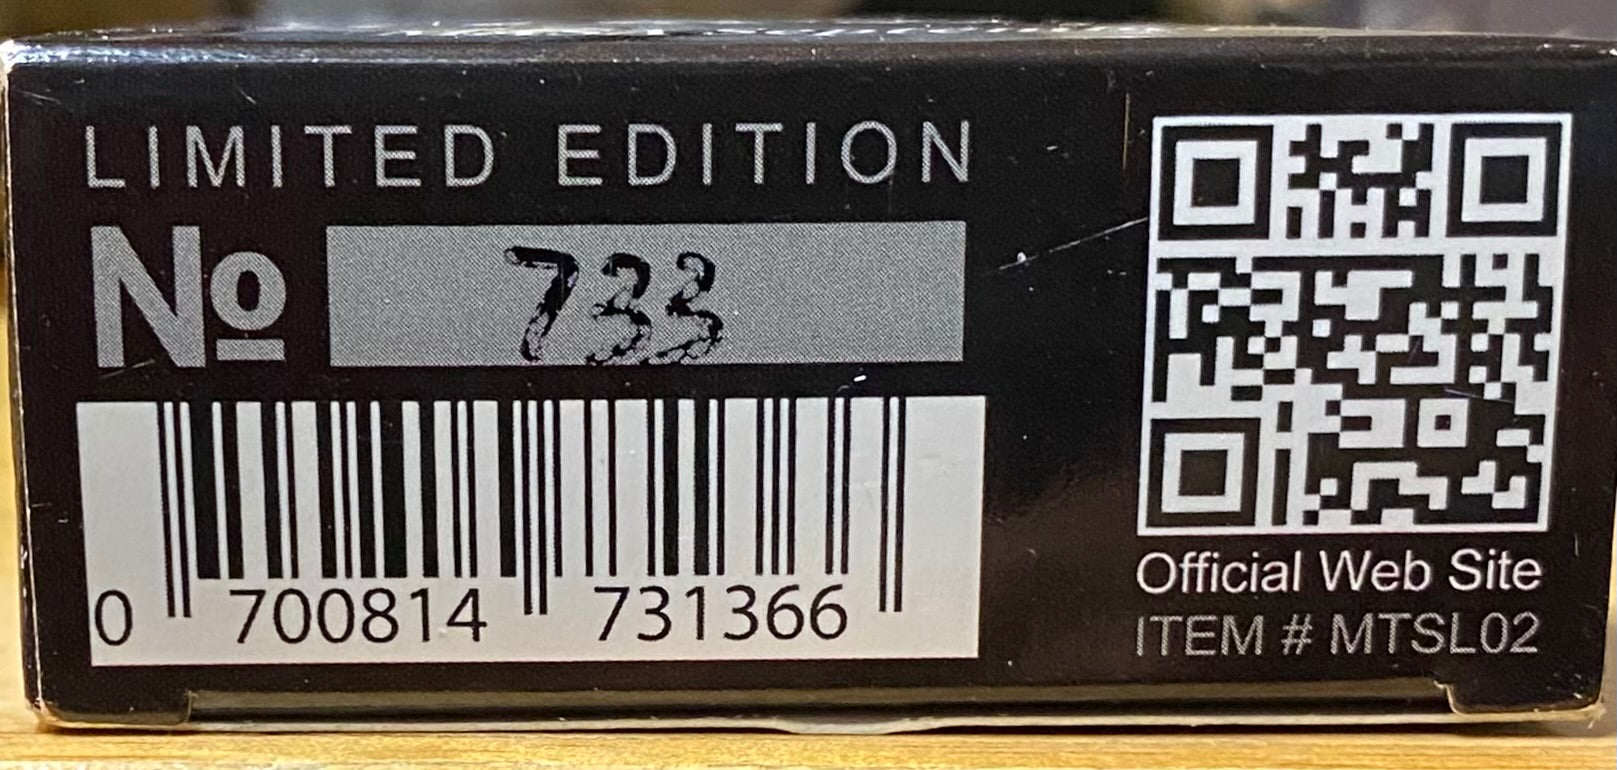 LIMITED EDITION
№ 733
0 700814 731366
Official Web Site
ITEM # MTSL02